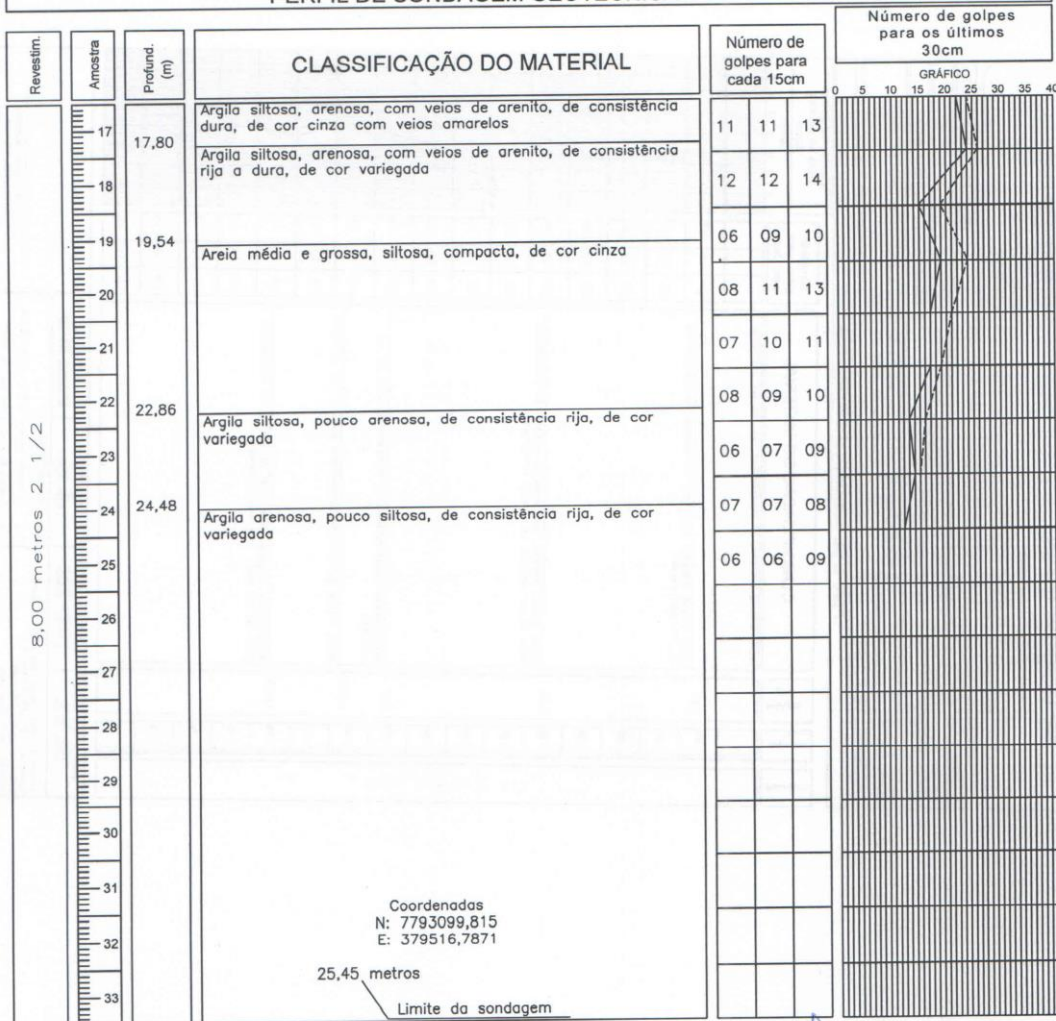 Revestim.
Amostra
Profund. (m)
CLASSIFICAÇÃO DO MATERIAL
Número de
golpes para
cada 15cm
Número de golpes
para os últimos
30cm
GRÁFICO
0 5 10 15 20 25 30 35 40
Argila siltosa, arenosa, com veios de arenito, de consistência
dura, de cor cinza com veios amarelos
17
11 11 13
17,80
Argila siltosa, arenosa, com veios de arenito, de consistência
rija a dura, de cor variegada
18
12 12 14
19
19,54
06 09 10
Areia média e grossa, siltosa, compacta, de cor cinza
20
08 11 13
21
07 10 11
22
22,86
08 09 10
Argila siltosa, pouco arenosa, de consistência rija, de cor
variegada
23
06 07 09
24
24,48
07 07 08
Argila arenosa, pouco siltosa, de consistência rija, de cor
variegada
25
06 06 09
8,00 metros 2 1/2
26
27
28
29
30
31
32
33
Coordenadas
N: 7793099,815
E: 379516,7871
25,45 metros
Limite da sondagem